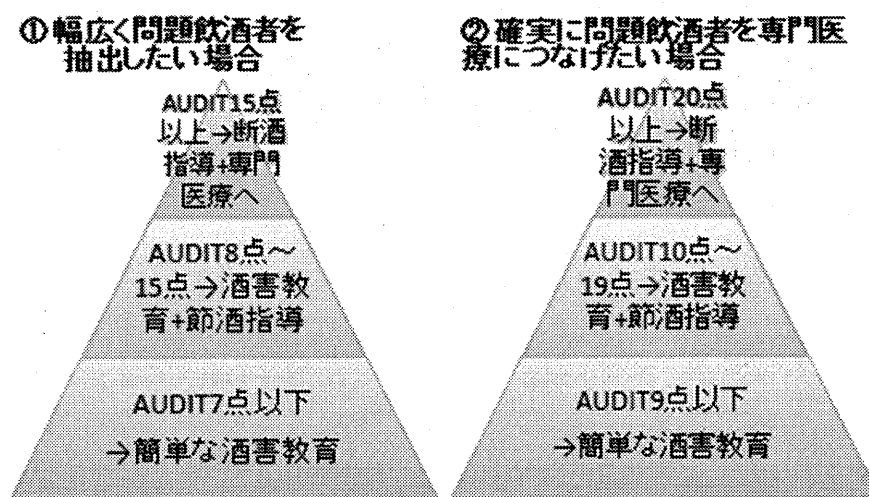 ①幅広く問題飲酒者を
抽出したい場合
AUDIT15点
以上→断酒
指導+専門
医療へ
AUDIT8点～
15点→酒害教
育+節酒指導
AUDIT7点以下
→簡単な酒害教育
②確実に問題飲酒者を専門医
療につなげたい場合
AUDIT20点
以上→断
酒指導+専
門医療へ
AUDIT10点～
19点→酒害教
育+節酒指導
AUDIT9点以下
→簡単な酒害教育